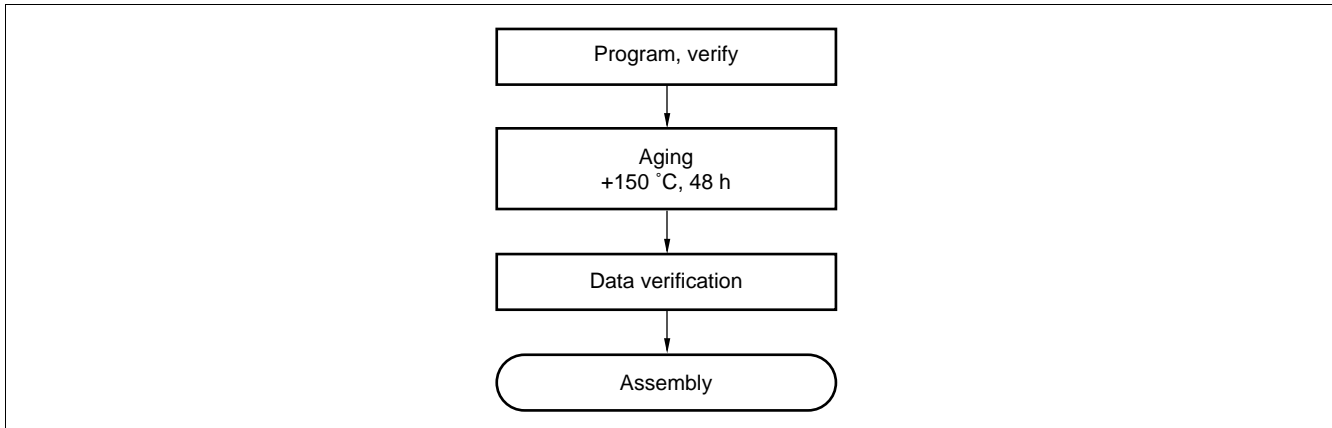 Program, verify
Aging
+150 ˚C, 48 h
Data verification
Assembly